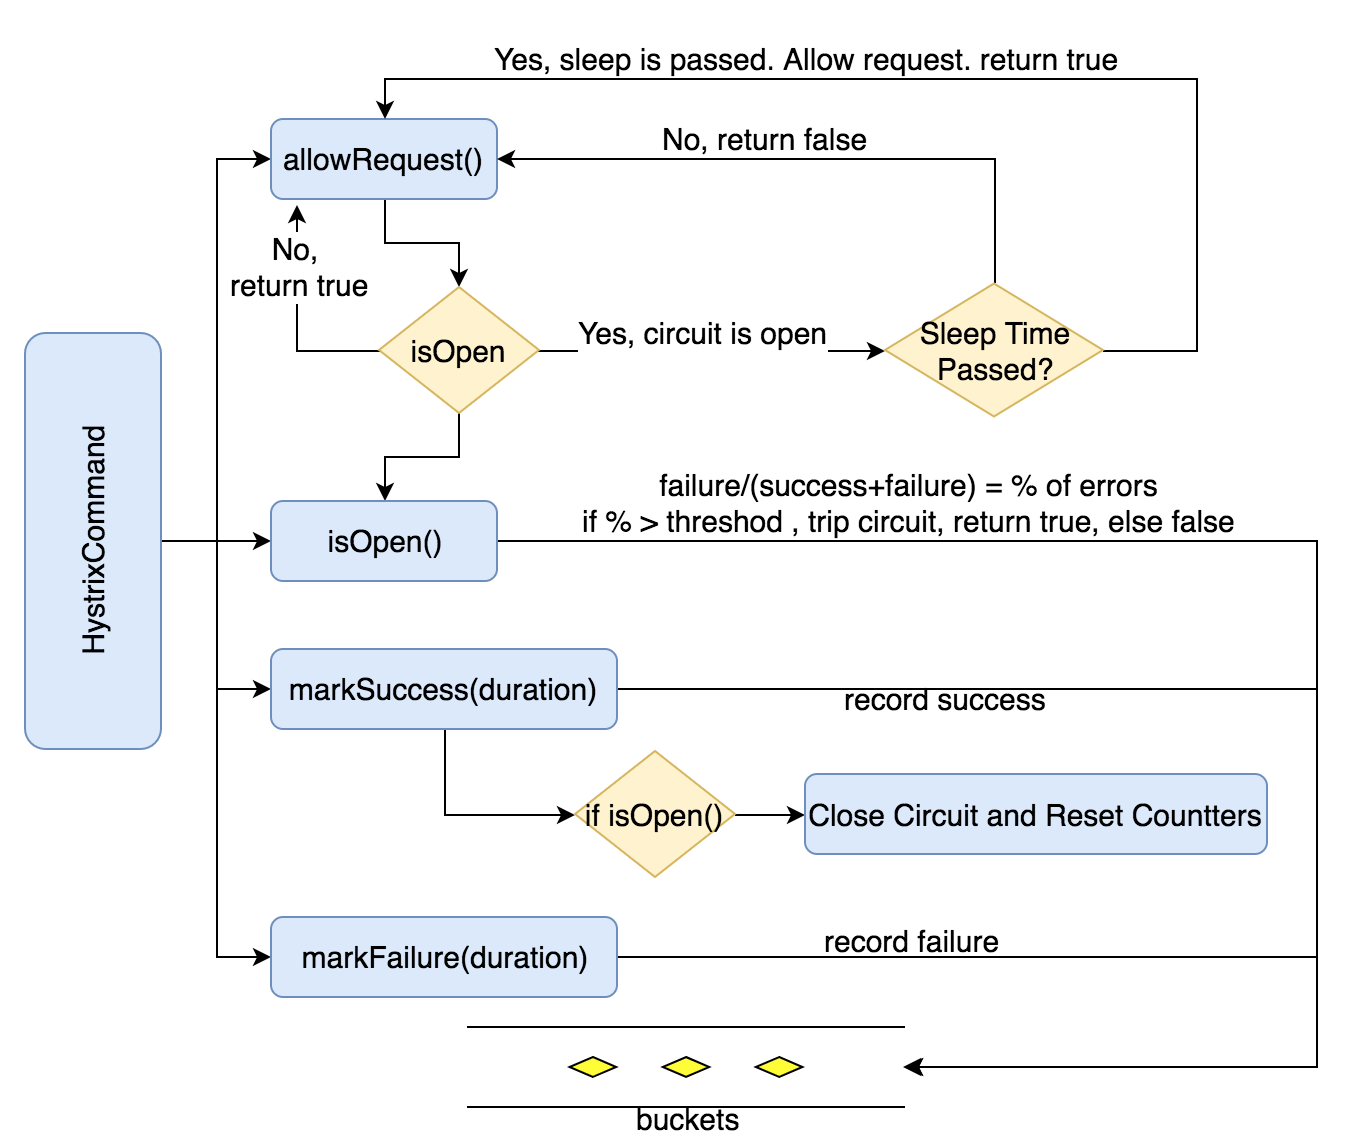 Yes, sleep is passed. Allow request. return true
allowRequest()
No, return false
No,
return true
isOpen
Yes, circuit is open
Sleep Time
Passed?
HystrixCommand
failure/(success+failure) = % of errors
if % > threshod , trip circuit, return true, else false
isOpen()
markSuccess(duration)
record success
if isOpen()
Close Circuit and Reset Countters
markFailure(duration)
record failure
buckets